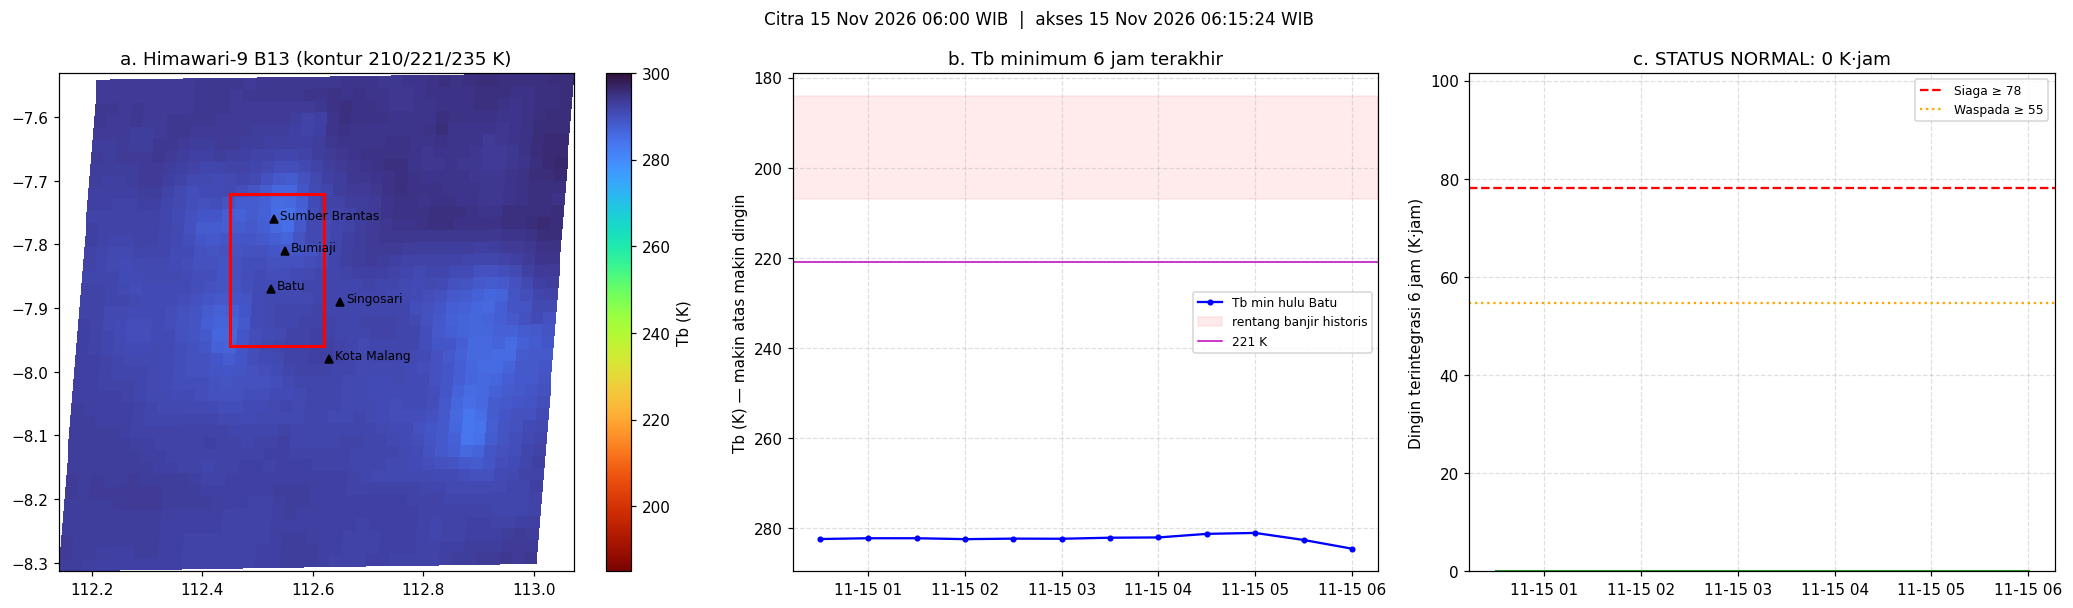 Citra 15 Nov 2026 06:00 WIB | akses 15 Nov 2026 06:15:24 WIB
a. Himawari-9 B13 (kontur 210/221/235 K)
−7.6
−7.7
−7.8
−7.9
−8.0
−8.1
−8.2
−8.3
112.2
112.4
112.6
112.8
113.0
Sumber Brantas
Bumiaji
Batu
Singosari
Kota Malang
300
280
260
240
220
200
Tb (K)
b. Tb minimum 6 jam terakhir
Tb (K) — makin atas makin dingin
180
200
220
240
260
280
Tb min hulu Batu
rentang banjir historis
221 K
11-15 01
11-15 02
11-15 03
11-15 04
11-15 05
11-15 06
c. STATUS NORMAL: 0 K·jam
Dingin terintegrasi 6 jam (K·jam)
100
80
60
40
20
0
Siaga ≥ 78
Waspada ≥ 55
11-15 01
11-15 02
11-15 03
11-15 04
11-15 05
11-15 06